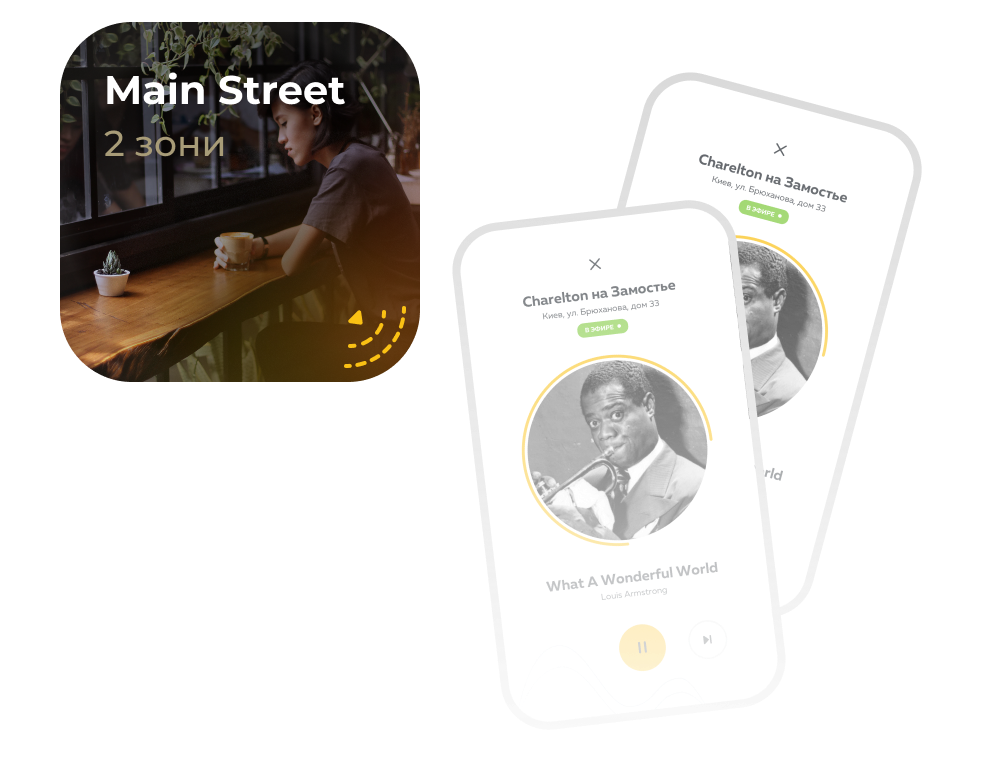 Main Street
2 зони
Charelton на Замостье
Киев, ул. Брюханова, дом 33
В ЭФИРЕ
rld
Charelton на Замостье
Киев, ул. Брюханова, дом 33
В ЭФИРЕ
What A Wonderful World
Louis Armstrong